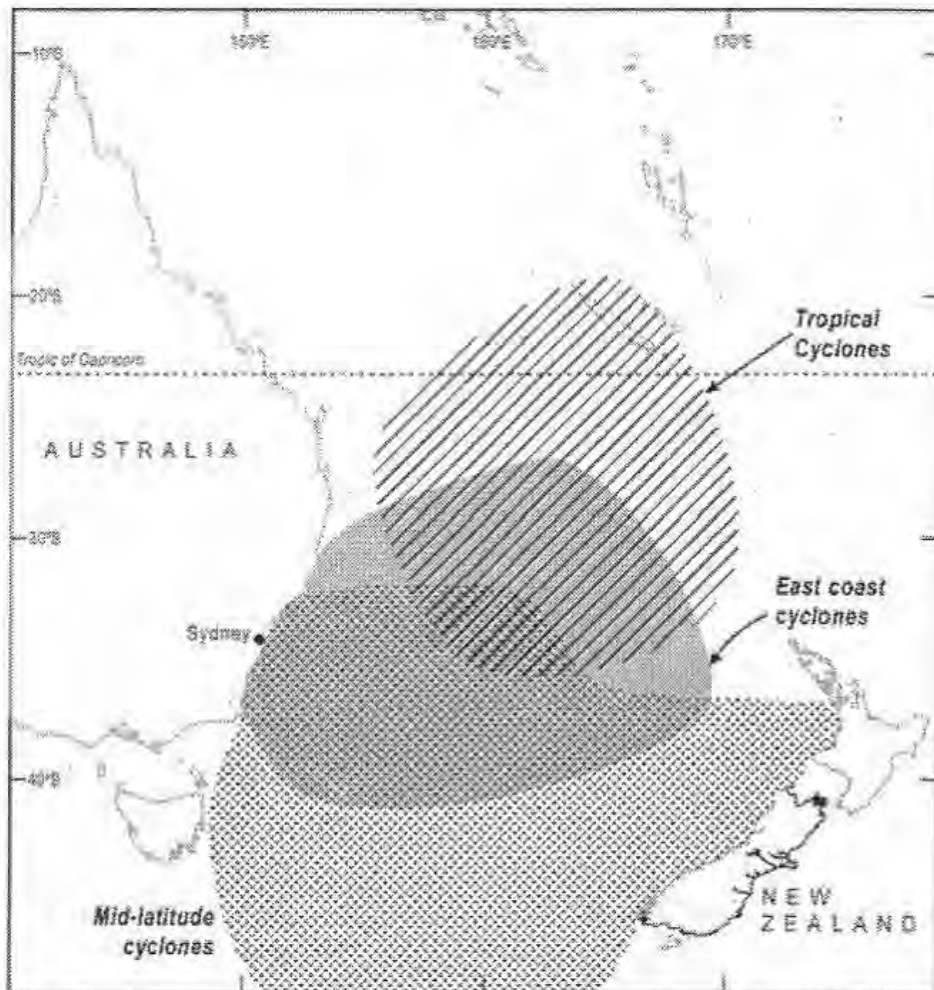 150°E
160°E
170°E
10°S
20°S
Tropical
Cyclones
Tropic of Capricorn
AUSTRALIA
30°S
East coast
cyclones
Sydney
40°S
Mid-latitude
cyclones
NEW
ZEALAND